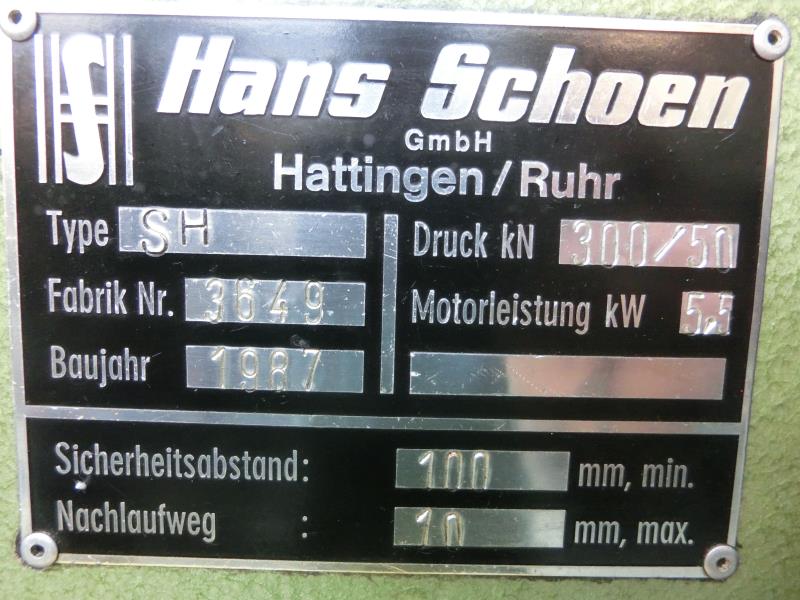 SH Hans Schoen
GmbH
Hattingen/Ruhr
Type SH
Fabrik Nr. 3649
Baujahr 1987
Druck kN 300/50
Motorleistung kW 5,5
Sicherheitsabstand: 100 mm, min.
Nachlaufweg : 10 mm, max.